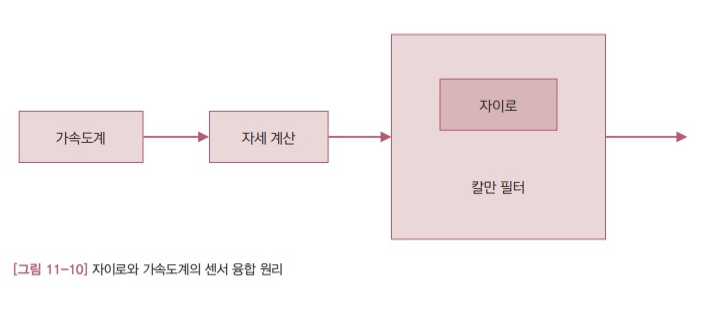 자이로
가속도계
자세 계산
칼만 필터
[그림 11-10] 자이로와 가속도계의 센서 융합 원리